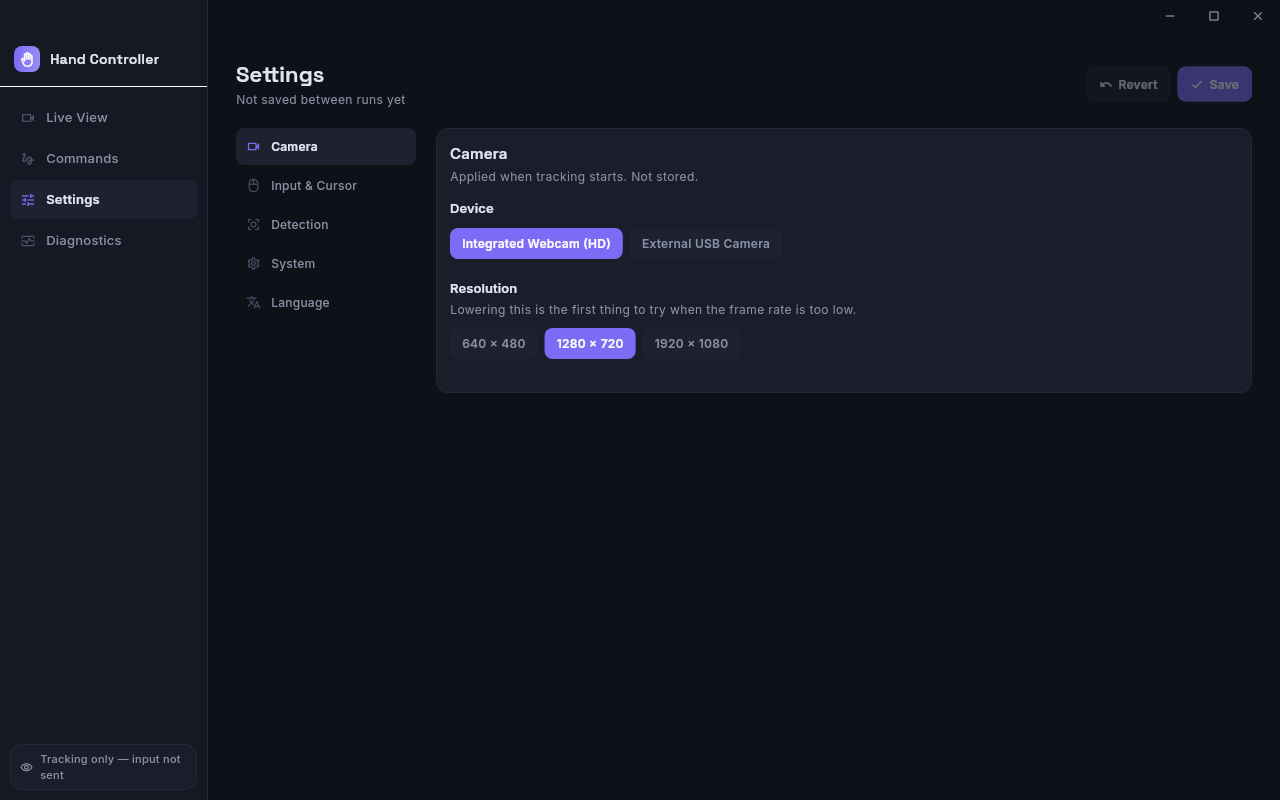 Hand Controller
Live View
Commands
Settings
Diagnostics
Tracking only — input not
sent
Settings
Not saved between runs yet
Revert
Save
Camera
Input & Cursor
Detection
System
Language
Camera
Applied when tracking starts. Not stored.
Device
Integrated Webcam (HD)
External USB Camera
Resolution
Lowering this is the first thing to try when the frame rate is too low.
640 × 480
1280 × 720
1920 × 1080